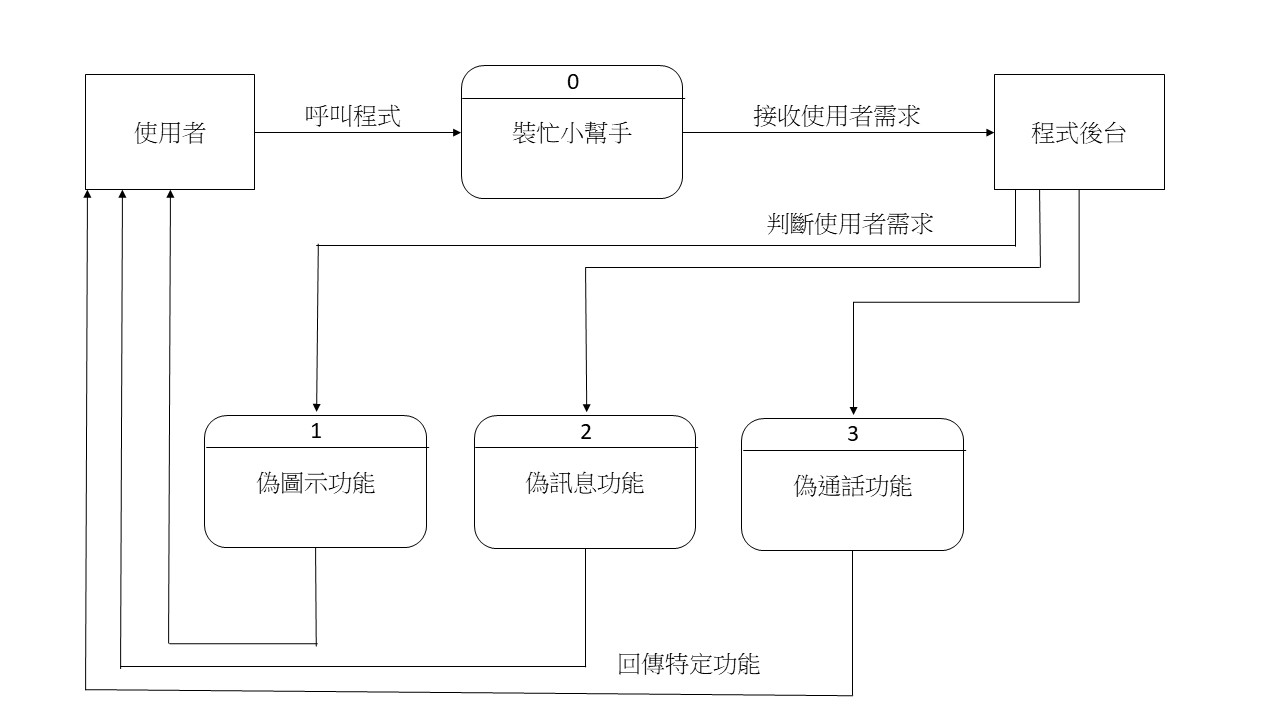 0
使用者
呼叫程式
裝忙小幫手
接收使用者需求
程式後台
判斷使用者需求
1
偽圖示功能
2
偽訊息功能
3
偽通話功能
回傳特定功能